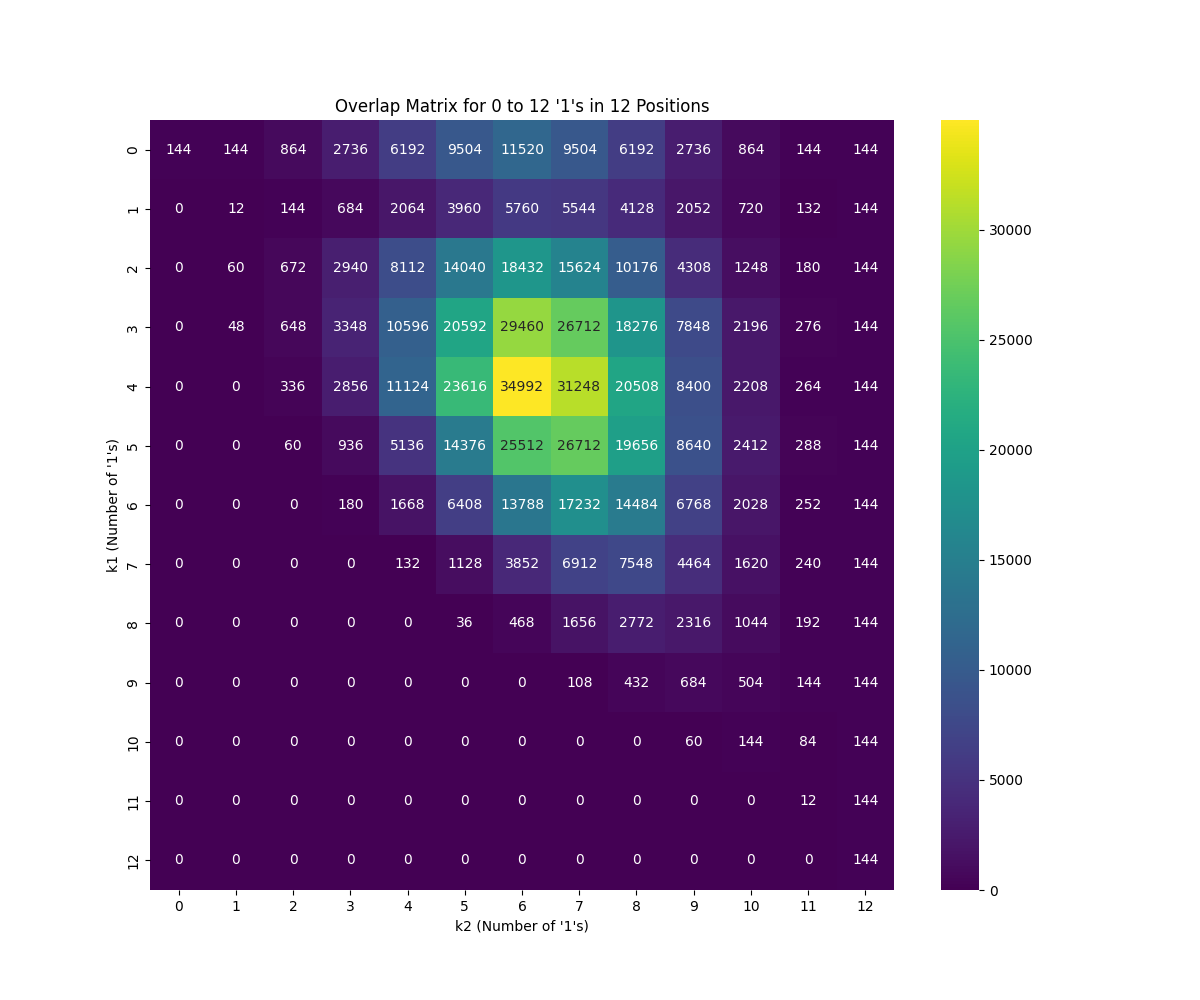 Overlap Matrix for 0 to 12 '1's in 12 Positions
0 144 144 864 2736 6192 9504 11520 9504 6192 2736 864 144 144
1 0 12 144 684 2064 3960 5760 5544 4128 2052 720 132 144
2 0 60 672 2940 8112 14040 18432 15624 10176 4308 1248 180 144
3 0 48 648 3348 10596 20592 29460 26712 18276 7848 2196 276 144
4 0 0 336 2856 11124 23616 34992 31248 20508 8400 2208 264 144
5 0 0 60 936 5136 14376 25512 26712 19656 8640 2412 288 144
6 0 0 0 180 1668 6408 13788 17232 14484 6768 2028 252 144
7 0 0 0 0 132 1128 3852 6912 7548 4464 1620 240 144
8 0 0 0 0 0 36 468 1656 2772 2316 1044 192 144
9 0 0 0 0 0 0 0 108 432 684 504 144 144
10 0 0 0 0 0 0 0 0 0 60 144 84 144
11 0 0 0 0 0 0 0 0 0 0 0 12 144
12 0 0 0 0 0 0 0 0 0 0 0 0 144
0 1 2 3 4 5 6 7 8 9 10 11 12
k2 (Number of '1's)
k1 (Number of '1's)
30000
25000
20000
15000
10000
5000
0